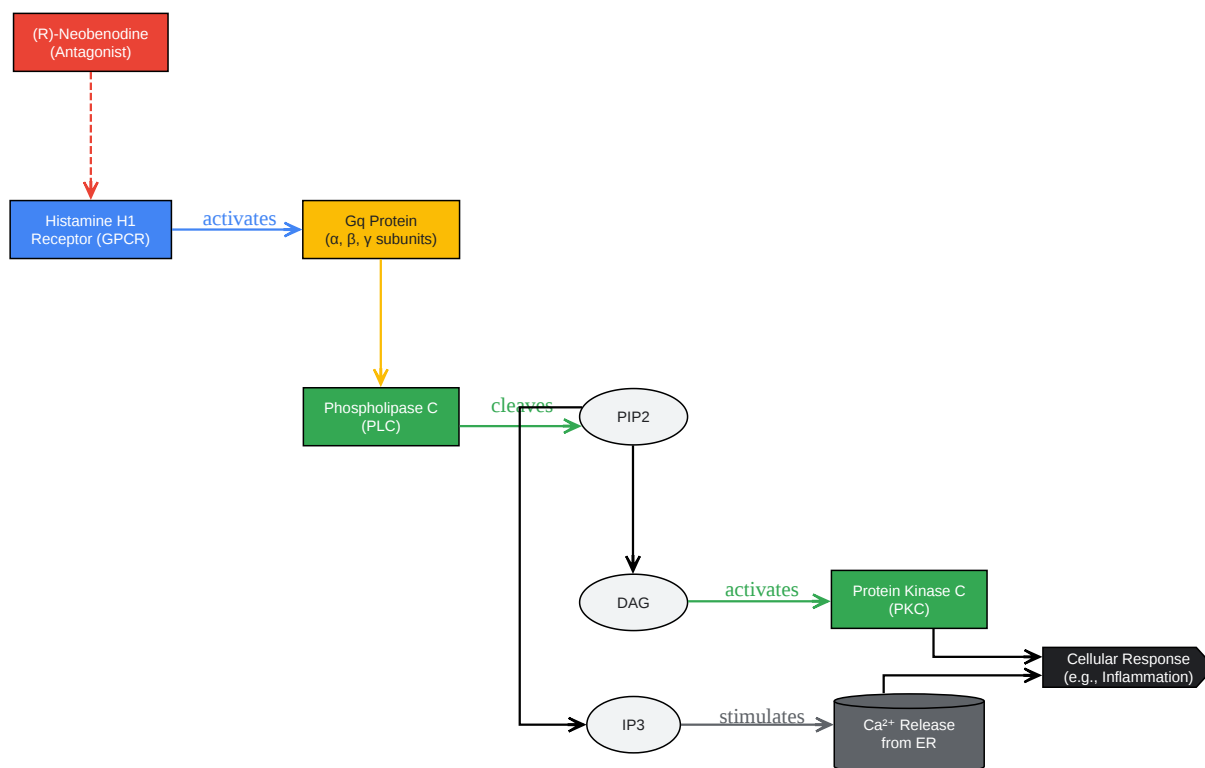 (R)-Neobenodine
(Antagonist)
Histamine H1
Receptor (GPCR)
activates
Gq Protein
(α, β, γ subunits)
Phospholipase C
(PLC)
cleaves
PIP2
DAG
activates
Protein Kinase C
(PKC)
Cellular Response
(e.g., Inflammation)
IP3
stimulates
Ca²⁺ Release
from ER